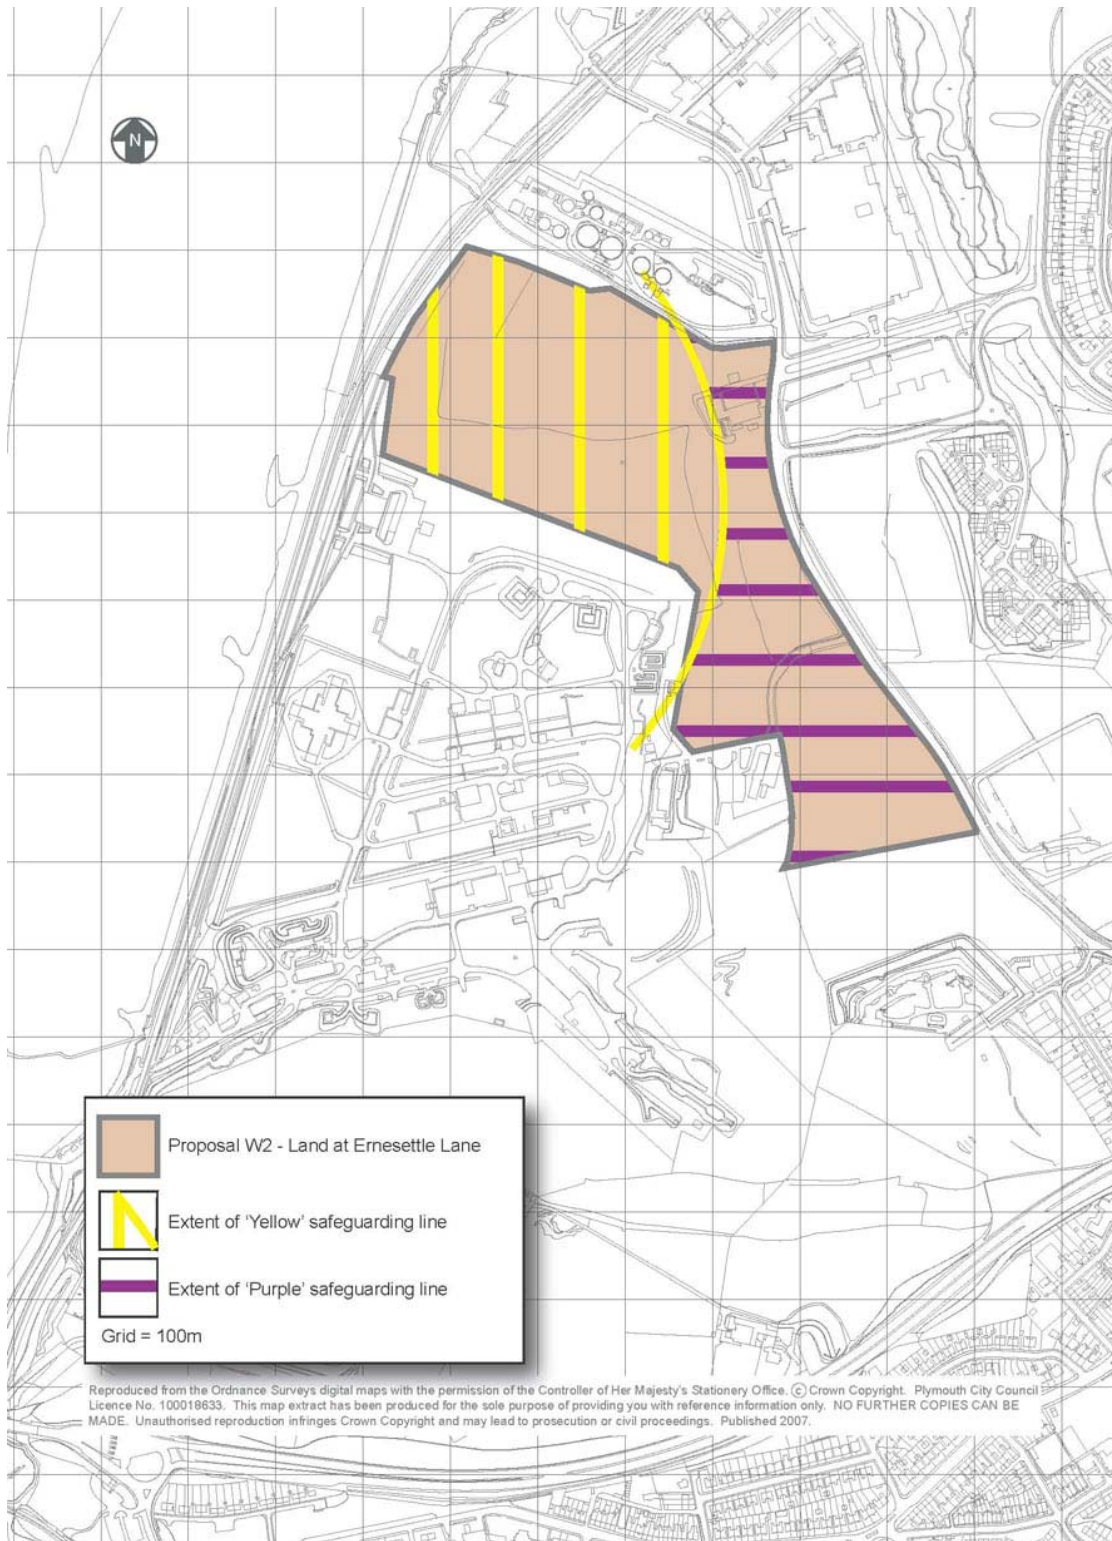 N
Proposal W2 - Land at Ernesettle Lane
Extent of 'Yellow' safeguarding line
Extent of 'Purple' safeguarding line
Grid = 100m
Reproduced from the Ordnance Surveys digital maps with the permission of the Controller of Her Majesty's Stationery Office. © Crown Copyright. Plymouth City Council
Licence No. 100018633. This map extract has been produced for the sole purpose of providing you with reference information only. NO FURTHER COPIES CAN BE
MADE. Unauthorised reproduction infringes Crown Copyright and may lead to prosecution or civil proceedings. Published 2007.